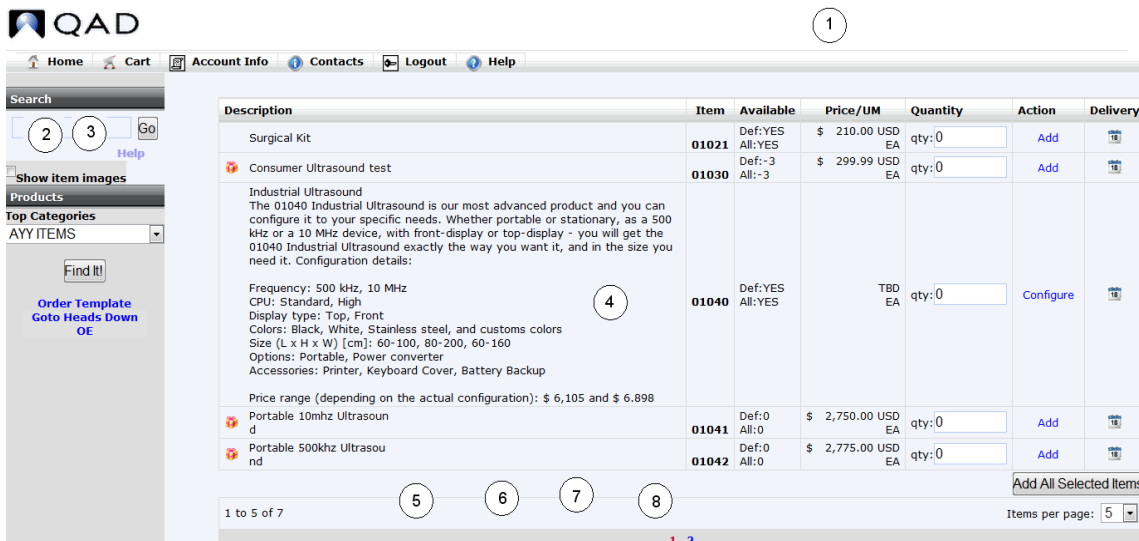 QAD
1
Home Cart Account Info Contacts Logout Help
Search
2 3 Go
Help
Show item images
Products
Top Categories
AYY ITEMS
Find It!
Order Template
Goto Heads Down
OE
Description Item Available Price/UM Quantity Action Delivery
Surgical Kit 01021 Def:YES All:YES $ 210.00 USD EA qty: 0 Add 18
Consumer Ultrasound test 01030 Def:-3 All:-3 $ 299.99 USD EA qty: 0 Add 18
Industrial Ultrasound
The 01040 Industrial Ultrasound is our most advanced product and you can
configure it to your specific needs. Whether portable or stationary, as a 500
kHz or a 10 MHz device, with front-display or top-display - you will get the
01040 Industrial Ultrasound exactly the way you want it, and in the size you
need it. Configuration details:
Frequency: 500 kHz, 10 MHz
CPU: Standard, High
Display type: Top, Front
Colors: Black, White, Stainless steel, and customs colors
Size (L x H x W) [cm]: 60-100, 80-200, 60-160
Options: Portable, Power converter
Accessories: Printer, Keyboard Cover, Battery Backup
Price range (depending on the actual configuration): $ 6,105 and $ 6.898
4
01040 Def:YES All:YES TBD EA qty: 0 Configure 18
Portable 10mhz Ultrasoun
d 01041 Def:0 All:0 $ 2,750.00 USD EA qty: 0 Add 18
Portable 500khz Ultrasou
nd 01042 Def:0 All:0 $ 2,775.00 USD EA qty: 0 Add 18
Add All Selected Items
5 6 7 8
1 to 5 of 7 Items per page: 5
1 2